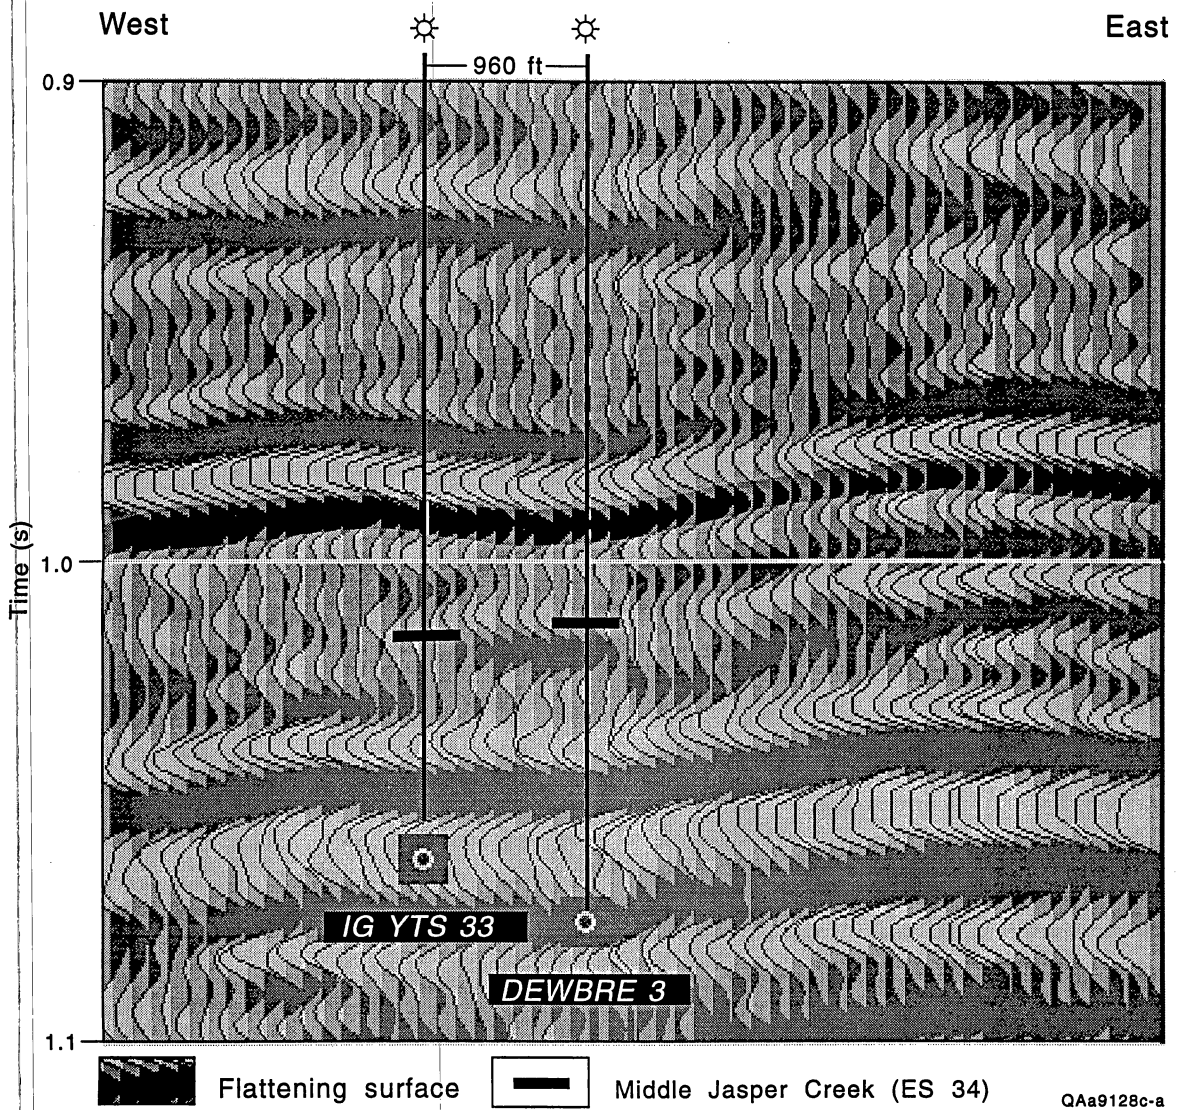 West
East
960 ft
0.9
Time (s)
1.0
IG YTS 33
DEWBRE 3
1.1
Flattening surface
Middle Jasper Creek (ES 34)
QAa9128c-a